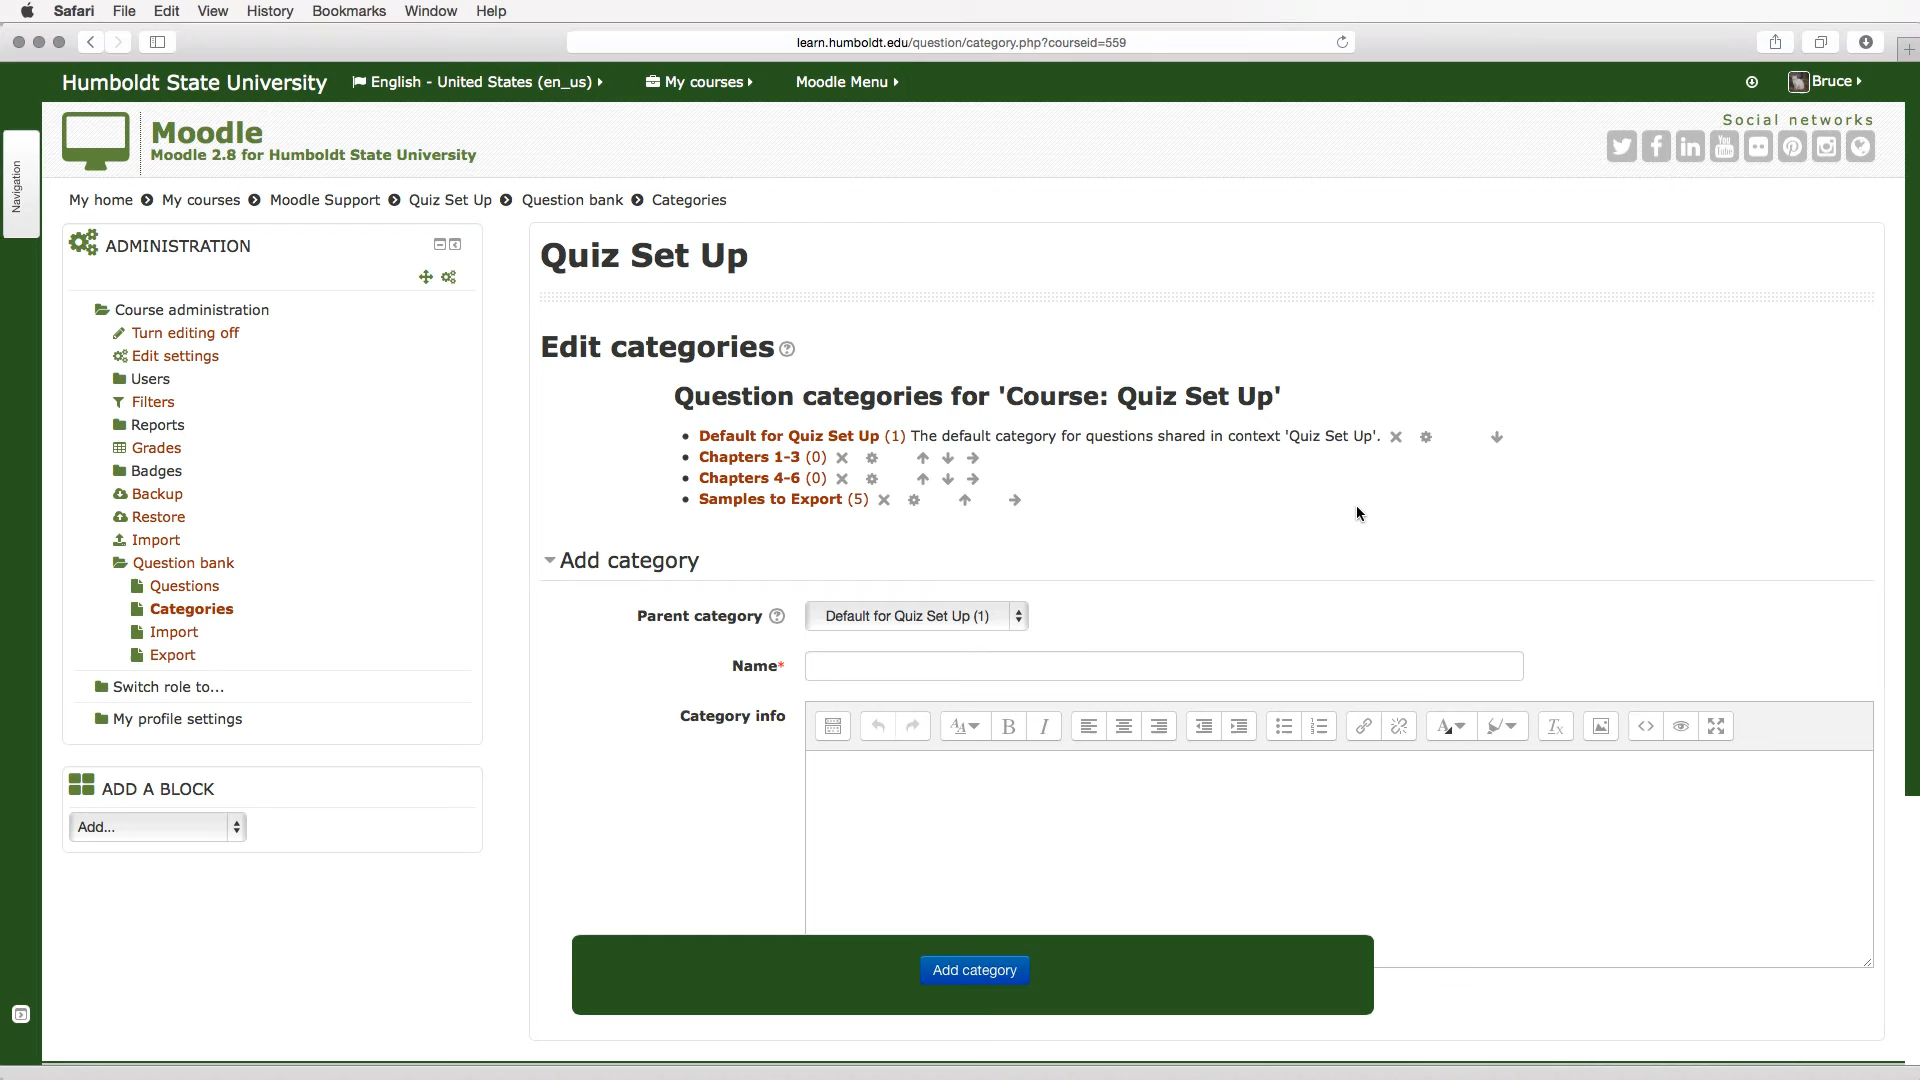 Safari File Edit View History Bookmarks Window Help
learn.humboldt.edu/question/category.php?courseid=559
Humboldt State University English - United States (en_us) My courses Moodle Menu Bruce
Navigation
Moodle
Moodle 2.8 for Humboldt State University
Social networks
You
Tube
My home My courses Moodle Support Quiz Set Up Question bank Categories
ADMINISTRATION
Course administration
Turn editing off
Edit settings
Users
Filters
Reports
Grades
Badges
Backup
Restore
Import
Question bank
Questions
Categories
Import
Export
Switch role to...
My profile settings
ADD A BLOCK
Add...
Quiz Set Up
Edit categories
Question categories for 'Course: Quiz Set Up'
Default for Quiz Set Up (1) The default category for questions shared in context 'Quiz Set Up'.
Chapters 1-3 (0)
Chapters 4-6 (0)
Samples to Export (5)
Add category
Parent category Default for Quiz Set Up (1)
Name*
Category info
Add category